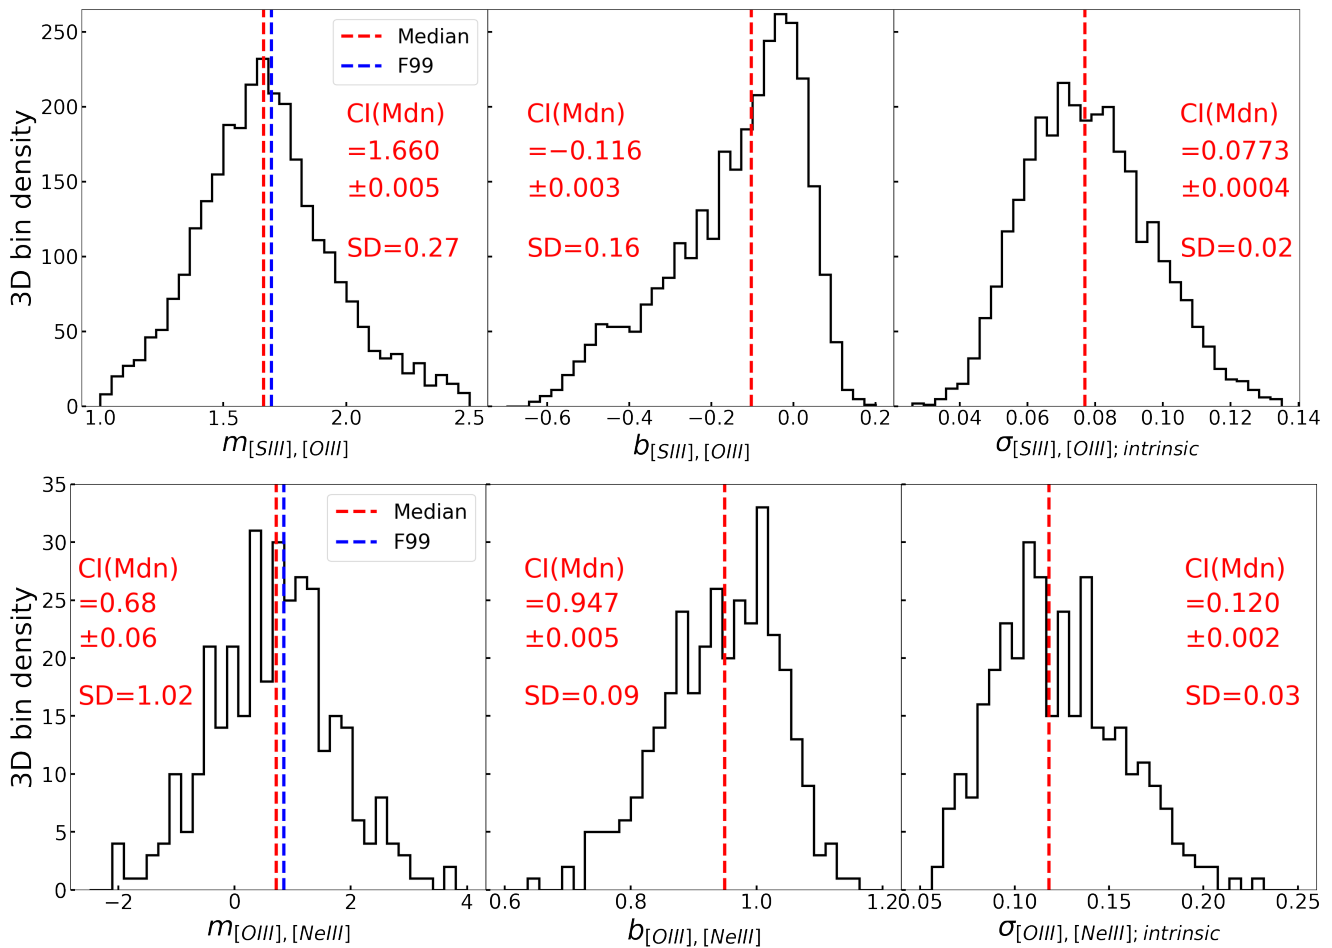 3D bin density
250
200
150
100
50
0
1.0 1.5 2.0 2.5
m[SIII],[OIII]
Median
F99
CI(Mdn)
=1.660
±0.005
SD=0.27
CI(Mdn)
=−0.116
±0.003
SD=0.16
−0.6 −0.4 −0.2 0.0 0.2
b[SIII],[OIII]
CI(Mdn)
=0.0773
±0.0004
SD=0.02
0.04 0.06 0.08 0.10 0.12 0.14
σ[SIII],[OIII]; intrinsic
3D bin density
35
30
25
20
15
10
5
0
−2 0 2 4
m[OIII],[NeIII]
Median
F99
CI(Mdn)
=0.68
±0.06
SD=1.02
CI(Mdn)
=0.947
±0.005
SD=0.09
0.6 0.8 1.0 1.2
b[OIII],[NeIII]
CI(Mdn)
=0.120
±0.002
SD=0.03
0.05 0.10 0.15 0.20 0.25
σ[OIII],[NeIII]; intrinsic